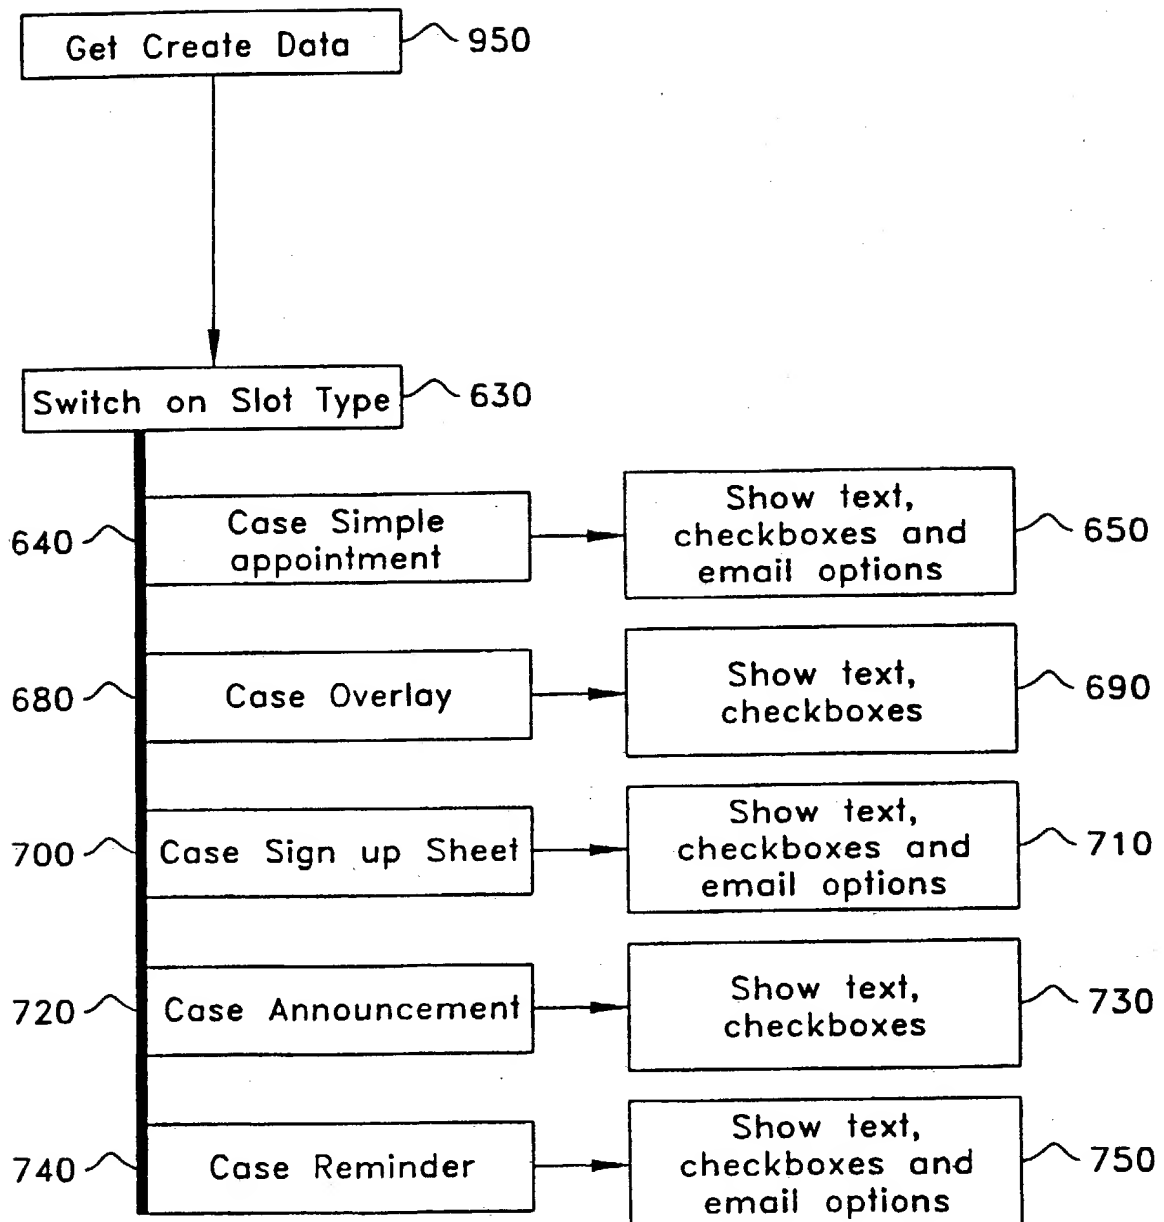 Get Create Data
950
Switch on Slot Type
630
640
Case Simple
appointment
Show text,
checkboxes and
email options
650
680
Case Overlay
Show text,
checkboxes
690
700
Case Sign up Sheet
Show text,
checkboxes and
email options
710
720
Case Announcement
Show text,
checkboxes
730
740
Case Reminder
Show text,
checkboxes and
email options
750